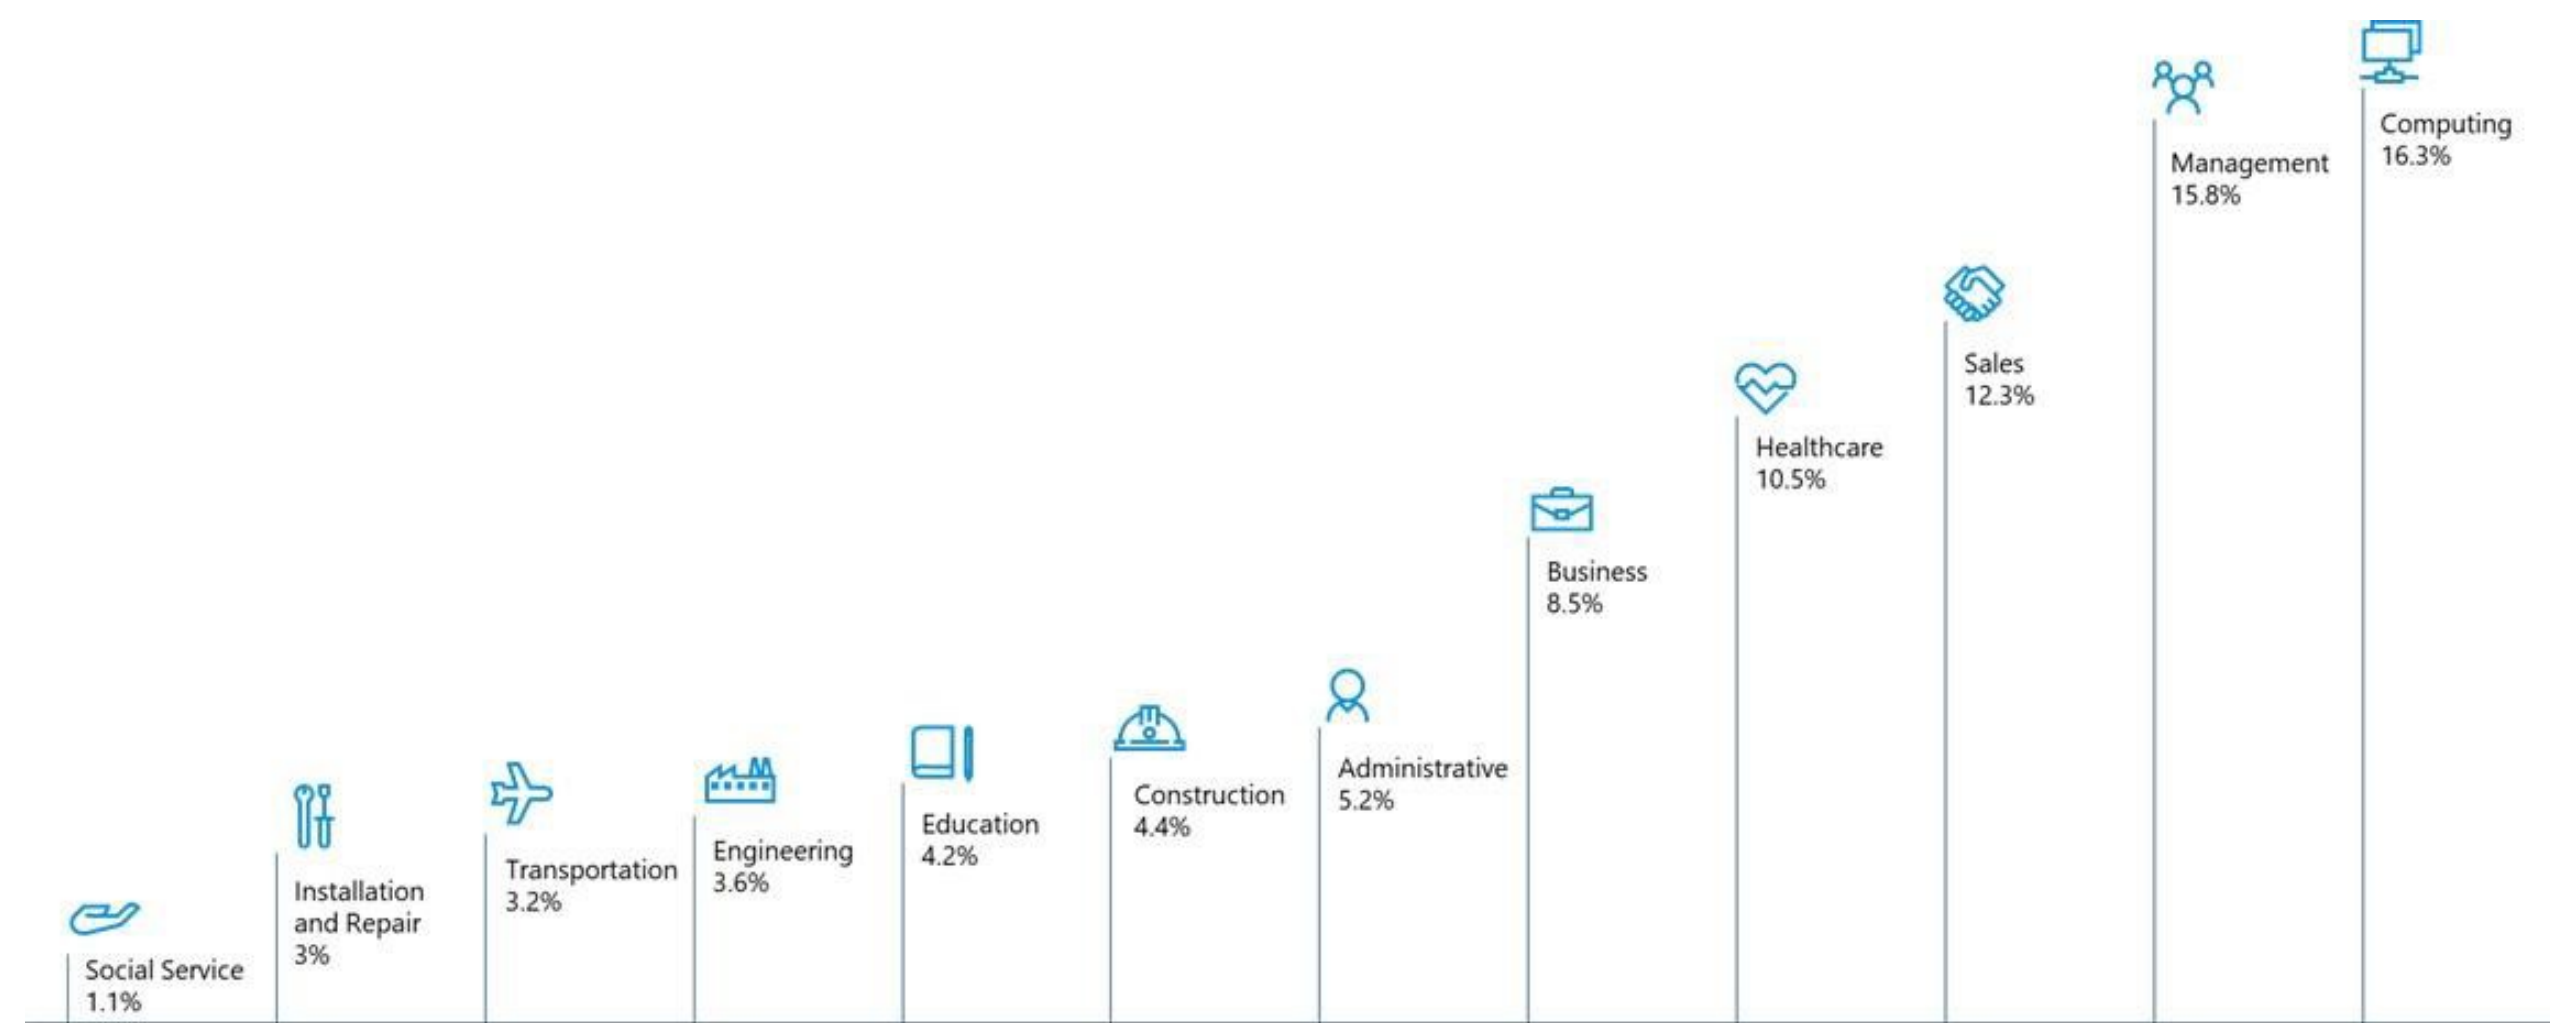 Social Service
1.1%
Installation
and Repair
3%
Transportation
3.2%
Engineering
3.6%
Education
4.2%
Construction
4.4%
Administrative
5.2%
Business
8.5%
Healthcare
10.5%
Sales
12.3%
Management
15.8%
Computing
16.3%